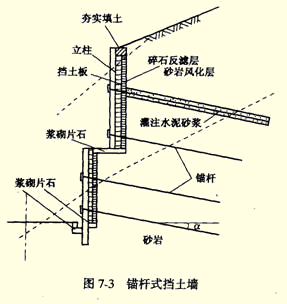 夯实填土
立柱
碎石反滤层
挡土板
砂岩风化层
灌注水泥砂浆
浆砌片石
锚杆
浆砌片石
α
砂岩
图 7-3 锚杆式挡土墙